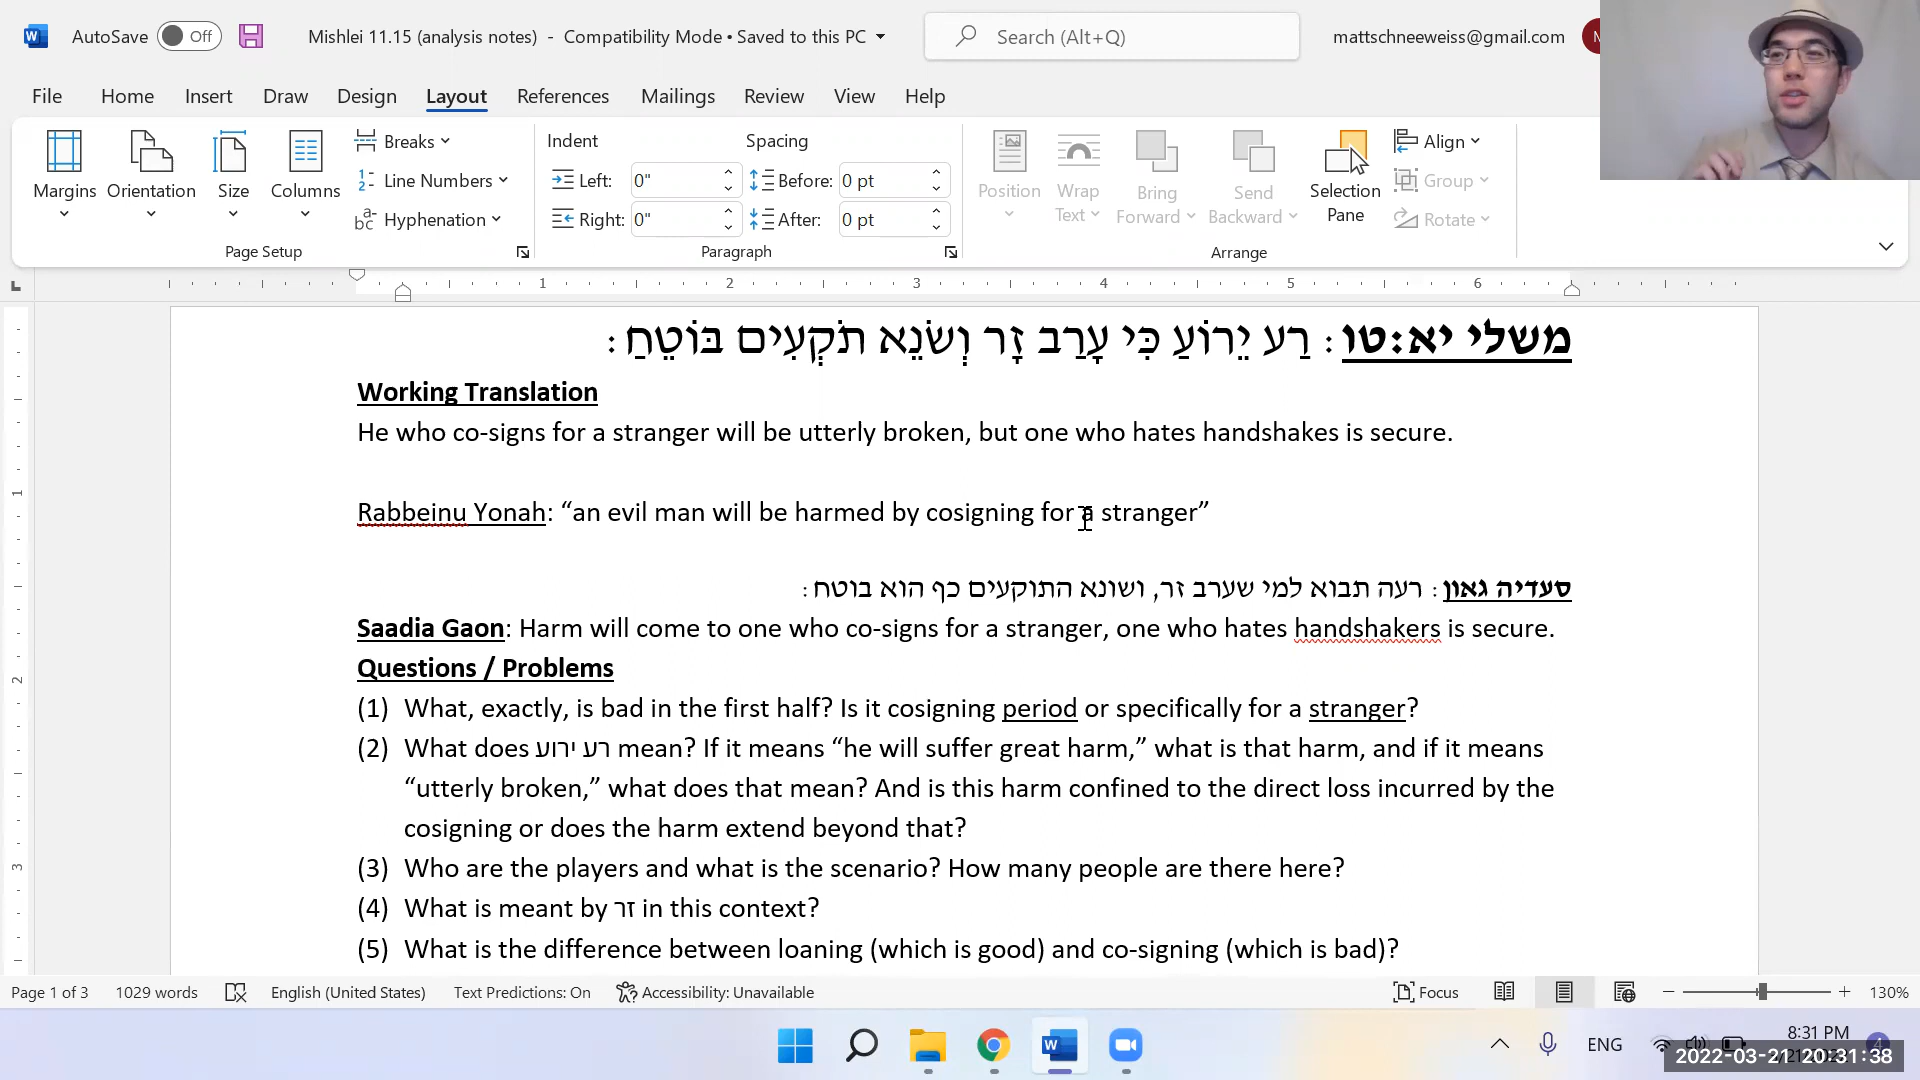 AutoSave Off Mishlei 11.15 (analysis notes) - Compatibility Mode • Saved to this PC Search (Alt+Q) mattschneeweiss@gmail.com
File Home Insert Draw Design Layout References Mailings Review View Help
Margins Orientation Size Columns
Breaks
Line Numbers
Hyphenation
Page Setup
Indent Spacing
Left: 0" Before: 0 pt
Right: 0" After: 0 pt
Paragraph
Position Wrap Text Bring Forward Send Backward Selection Pane
Align
Group
Rotate
Arrange
1 2 3 4 5 6
משלי יא:טו: רַע יֵרוֹעַ כִּי עָרַב זָר וְשֹׂנֵא תֹקְעִים בּוֹטֵחַ:
Working Translation
He who co-signs for a stranger will be utterly broken, but one who hates handshakes is secure.
Rabbeinu Yonah: “an evil man will be harmed by cosigning for a stranger”
סעדיה גאון: רעה תבוא למי שערב זר, ושונא התוקעים כף הוא בוטח:
Saadia Gaon: Harm will come to one who co-signs for a stranger, one who hates handshakers is secure.
Questions / Problems
(1) What, exactly, is bad in the first half? Is it cosigning period or specifically for a stranger?
(2) What does רע ירוע mean? If it means “he will suffer great harm,” what is that harm, and if it means
“utterly broken,” what does that mean? And is this harm confined to the direct loss incurred by the
cosigning or does the harm extend beyond that?
(3) Who are the players and what is the scenario? How many people are there here?
(4) What is meant by זר in this context?
(5) What is the difference between loaning (which is good) and co-signing (which is bad)?
1
2
3
Page 1 of 3 1029 words English (United States) Text Predictions: On Accessibility: Unavailable Focus 130%
ENG 8:31 PM
2022-03-21 20:31:38